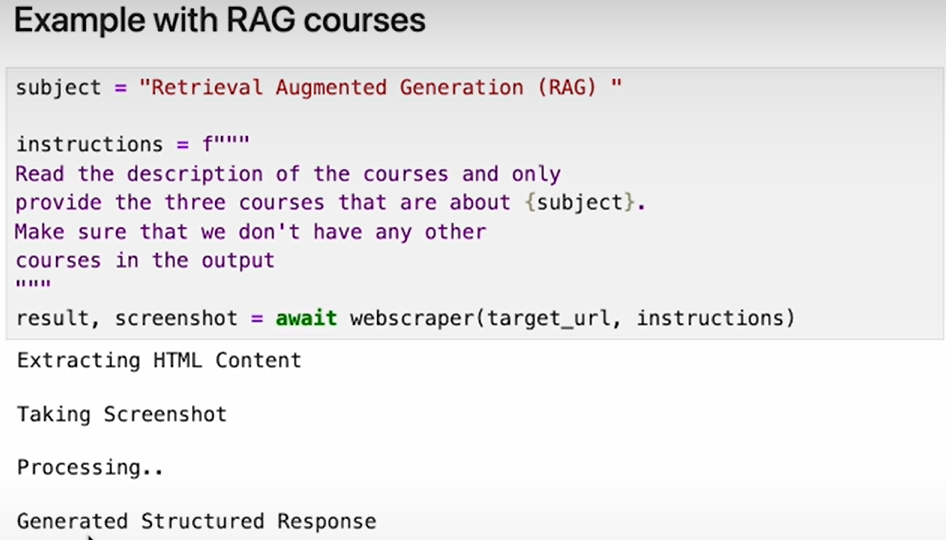 Example with RAG courses
subject = "Retrieval Augmented Generation (RAG) "
instructions = f"""
Read the description of the courses and only
provide the three courses that are about {subject}.
Make sure that we don't have any other
courses in the output
"""
result, screenshot = await webscraper(target_url, instructions)
Extracting HTML Content
Taking Screenshot
Processing..
Generated Structured Response